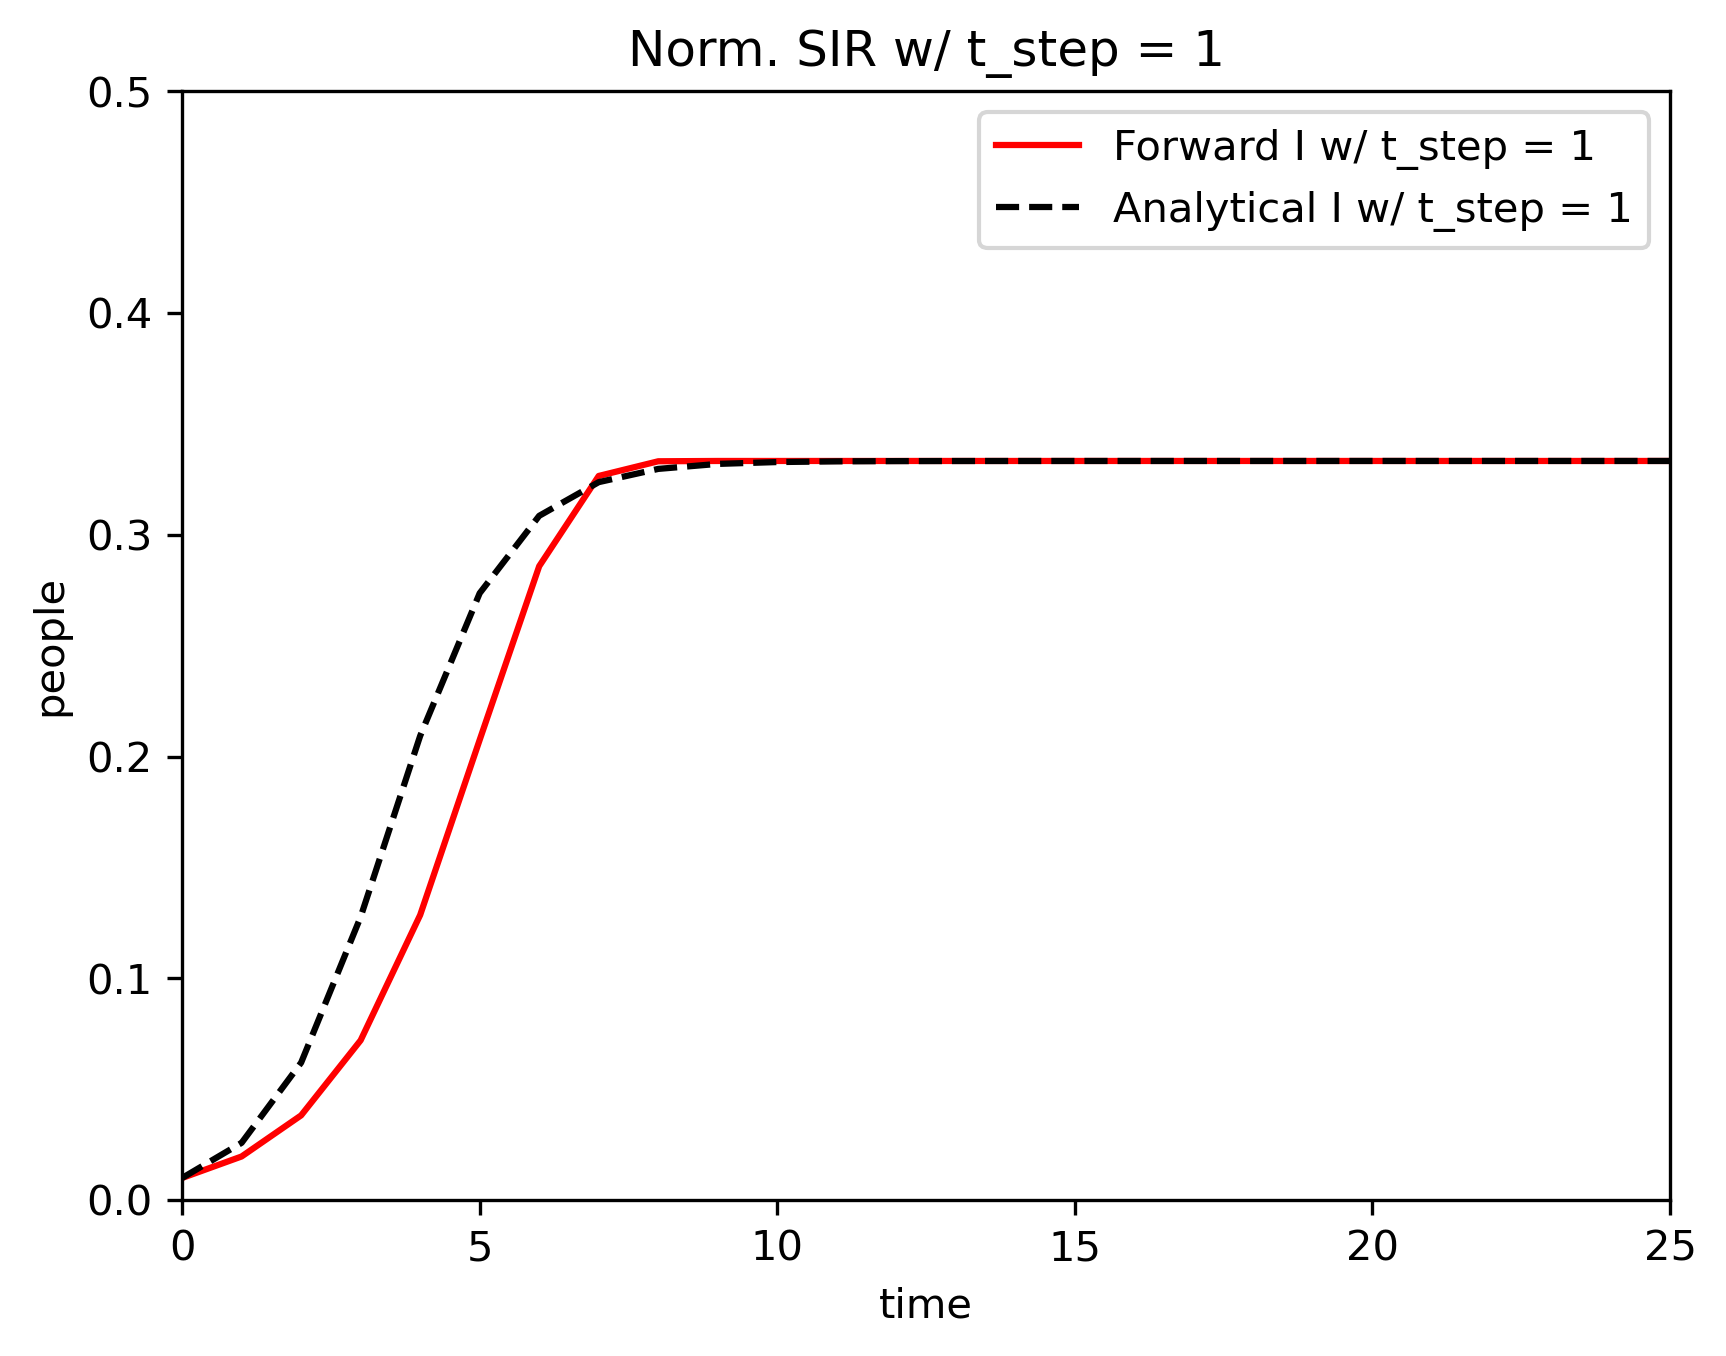 Norm. SIR w/ t_step = 1
0.5
0.4
0.3
0.2
0.1
0.0
people
Forward I w/ t_step = 1
Analytical I w/ t_step = 1
0 5 10 15 20 25
time